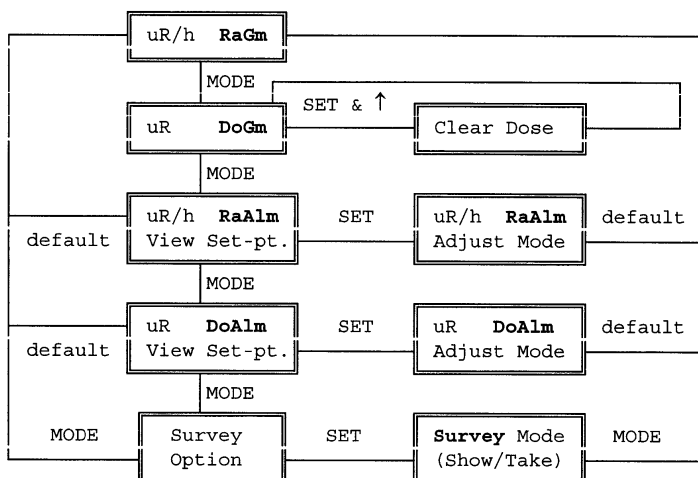 uR/h RaGm
MODE
SET & ↑
uR DoGm
Clear Dose
MODE
uR/h RaAlm
View Set-pt.
SET
uR/h RaAlm
Adjust Mode
default
default
MODE
uR DoAlm
View Set-pt.
SET
uR DoAlm
Adjust Mode
default
default
MODE
MODE
Survey
Option
SET
Survey Mode
(Show/Take)
MODE